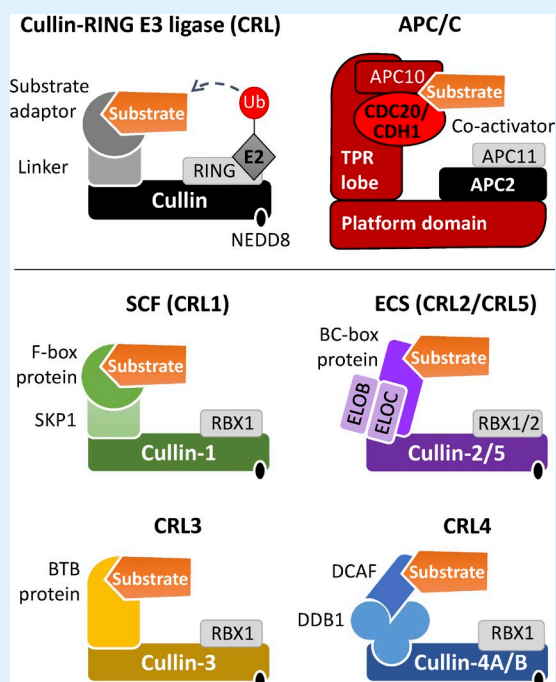 Cullin-RING E3 ligase (CRL)
Substrate
adaptor
Substrate
Ub
Linker
RING
E2
Cullin
NEDD8
APC/C
APC10
Substrate
CDC20/
CDH1
Co-activator
TPR
lobe
APC11
APC2
Platform domain
SCF (CRL1)
F-box
protein
Substrate
SKP1
RBX1
Cullin-1
ECS (CRL2/CRL5)
BC-box
protein
Substrate
ELOB
ELOC
RBX1/2
Cullin-2/5
CRL3
BTB
protein
Substrate
RBX1
Cullin-3
CRL4
DCAF
Substrate
DDB1
RBX1
Cullin-4A/B